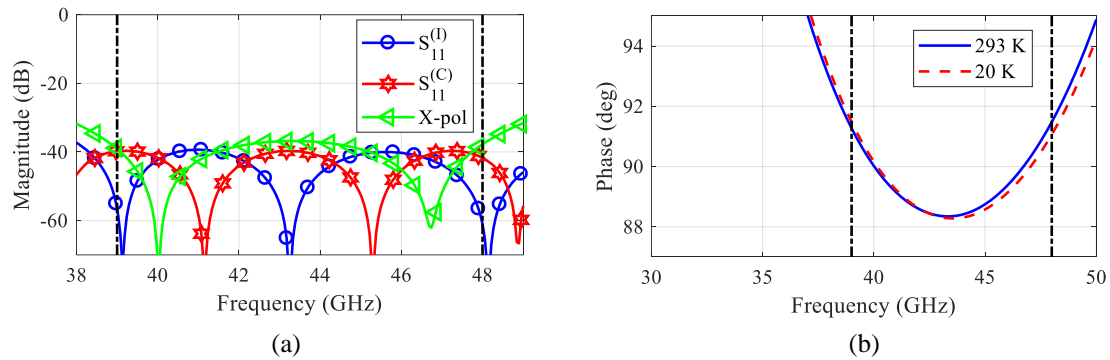 0
-20
-40
-60
Magnitude (dB)
38 40 42 44 46 48
Frequency (GHz)
S₁₁⁽ᴵ⁾
S₁₁⁽ᶜ⁾
X-pol
(a)
94
92
90
88
Phase (deg)
30 35 40 45 50
Frequency (GHz)
293 K
20 K
(b)